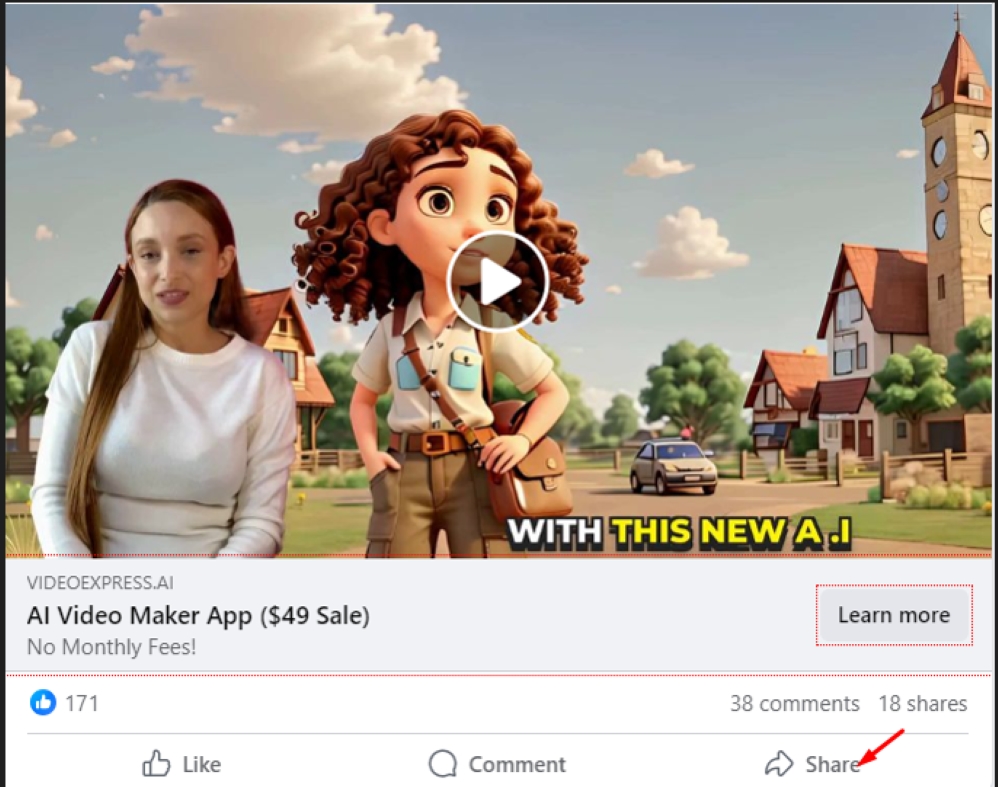 WITH THIS NEW A .I
VIDEOEXPRESS.AI
AI Video Maker App ($49 Sale)
No Monthly Fees!
Learn more
171
38 comments 18 shares
Like
Comment
Share